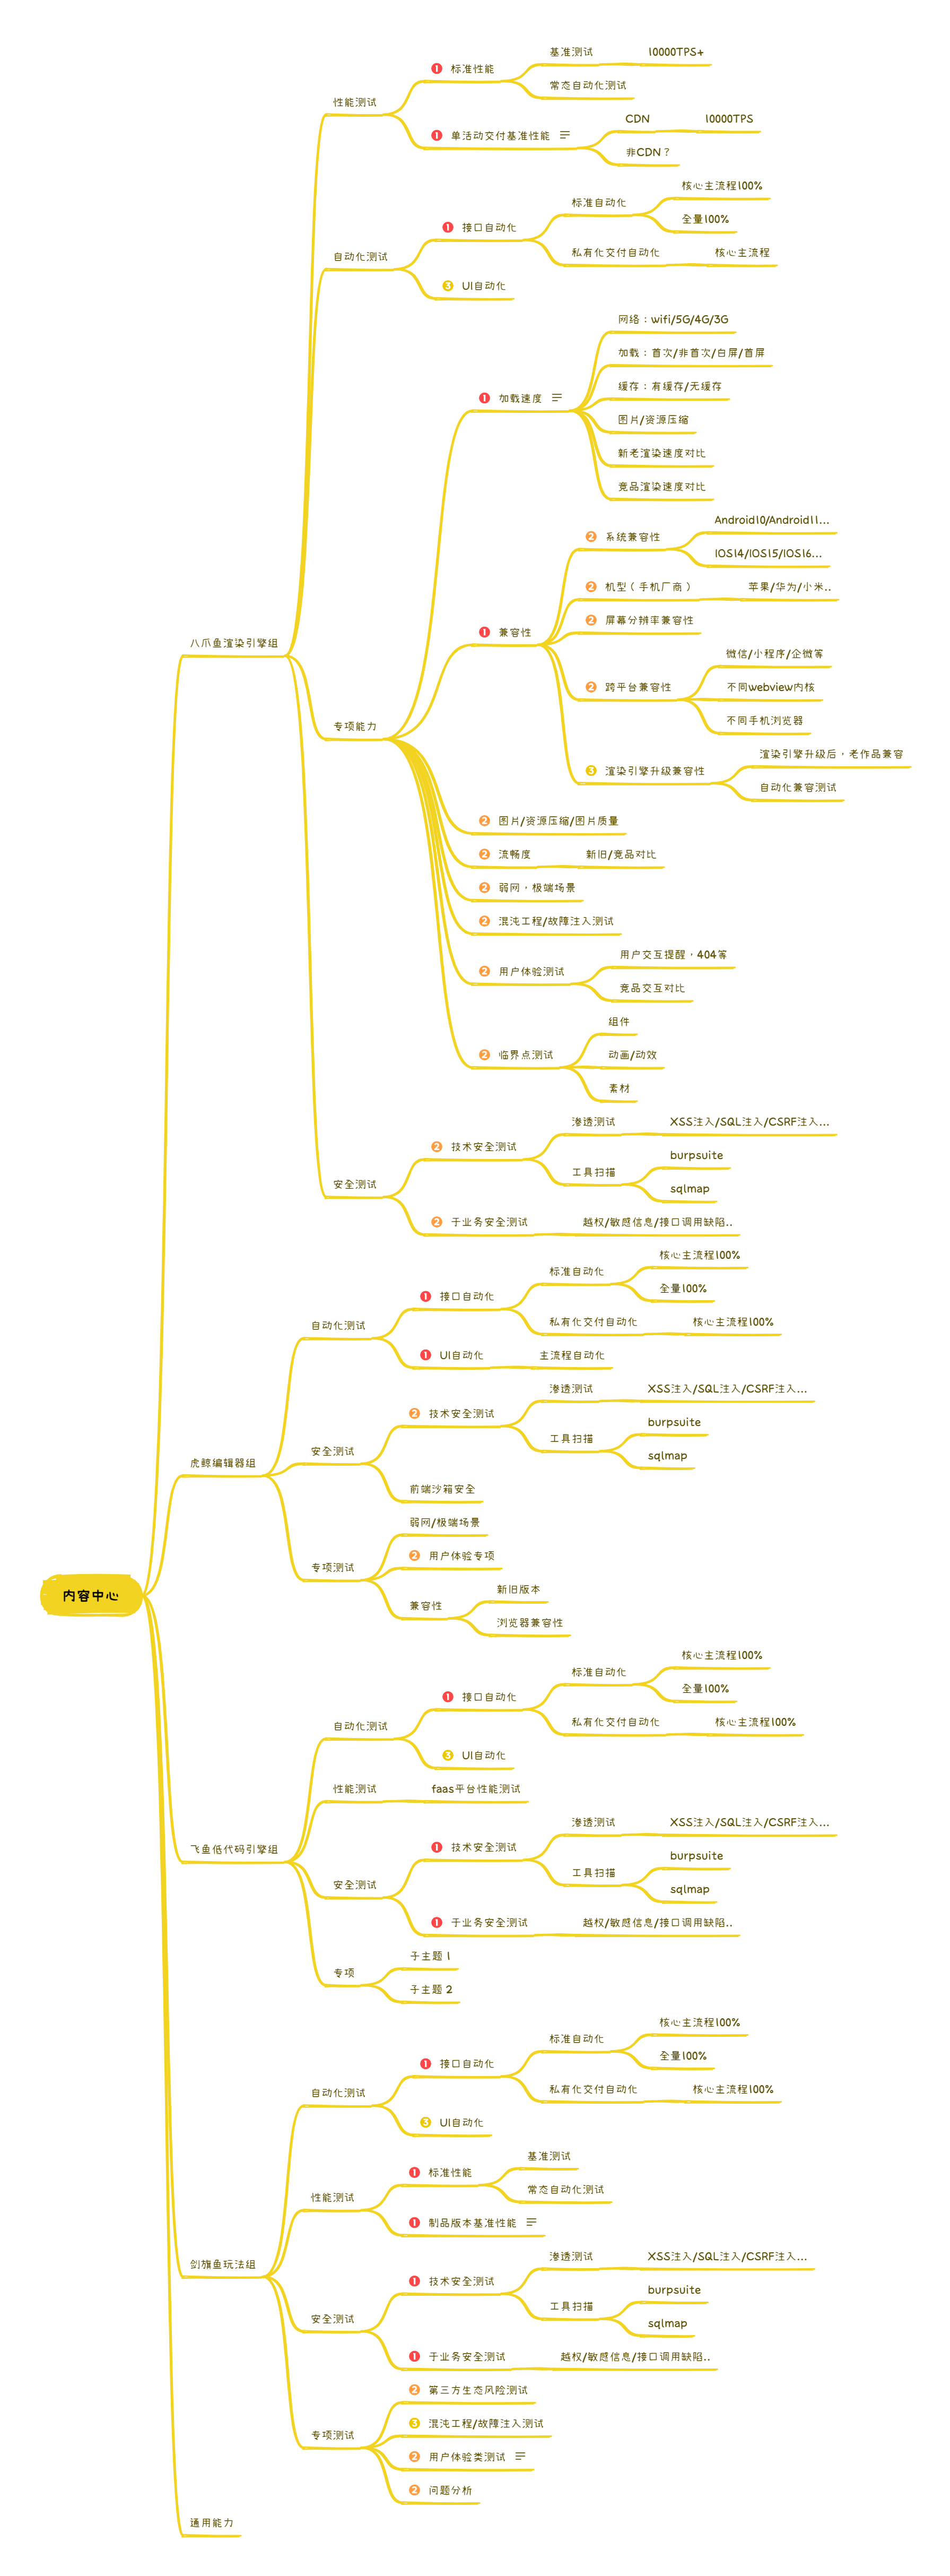 基准测试
10000TPS+
1 标准性能
常态自动化测试
性能测试
CDN
10000TPS
1 单活动交付基准性能
非CDN？
核心主流程100%
标准自动化
全量100%
1 接口自动化
私有化交付自动化
核心主流程
自动化测试
3 UI自动化
网络：wifi/5G/4G/3G
加载：首次/非首次/白屏/首屏
缓存：有缓存/无缓存
1 加载速度
图片/资源压缩
新老渲染速度对比
竞品渲染速度对比
Android10/Android11...
2 系统兼容性
IOS14/IOS15/IOS16...
2 机型（手机厂商）
苹果/华为/小米..
2 屏幕分辨率兼容性
1 兼容性
八爪鱼渲染引擎组
微信/小程序/企微等
2 跨平台兼容性
不同webview内核
不同手机浏览器
专项能力
渲染引擎升级后，老作品兼容
3 渲染引擎升级兼容性
自动化兼容测试
2 图片/资源压缩/图片质量
2 流畅度
新旧/竞品对比
2 弱网，极端场景
2 混沌工程/故障注入测试
用户交互提醒，404等
2 用户体验测试
竞品交互对比
组件
2 临界点测试
动画/动效
素材
渗透测试
XSS注入/SQL注入/CSRF注入...
2 技术安全测试
burpsuite
工具扫描
安全测试
sqlmap
2 于业务安全测试
越权/敏感信息/接口调用缺陷..
核心主流程100%
标准自动化
全量100%
1 接口自动化
私有化交付自动化
核心主流程100%
自动化测试
1 UI自动化
主流程自动化
渗透测试
XSS注入/SQL注入/CSRF注入...
2 技术安全测试
burpsuite
工具扫描
安全测试
sqlmap
虎鲸编辑器组
前端沙箱安全
弱网/极端场景
2 用户体验专项
专项测试
新旧版本
兼容性
浏览器兼容性
内容中心
核心主流程100%
标准自动化
全量100%
1 接口自动化
私有化交付自动化
核心主流程100%
自动化测试
3 UI自动化
性能测试
faas平台性能测试
渗透测试
XSS注入/SQL注入/CSRF注入...
1 技术安全测试
飞鱼低代码引擎组
burpsuite
工具扫描
安全测试
sqlmap
1 于业务安全测试
越权/敏感信息/接口调用缺陷..
子主题 1
专项
子主题 2
核心主流程100%
标准自动化
全量100%
1 接口自动化
私有化交付自动化
核心主流程100%
自动化测试
3 UI自动化
基准测试
1 标准性能
常态自动化测试
性能测试
1 制品版本基准性能
剑旗鱼玩法组
渗透测试
XSS注入/SQL注入/CSRF注入...
1 技术安全测试
burpsuite
工具扫描
安全测试
sqlmap
1 于业务安全测试
越权/敏感信息/接口调用缺陷..
2 第三方生态风险测试
3 混沌工程/故障注入测试
专项测试
2 用户体验类测试
2 问题分析
通用能力